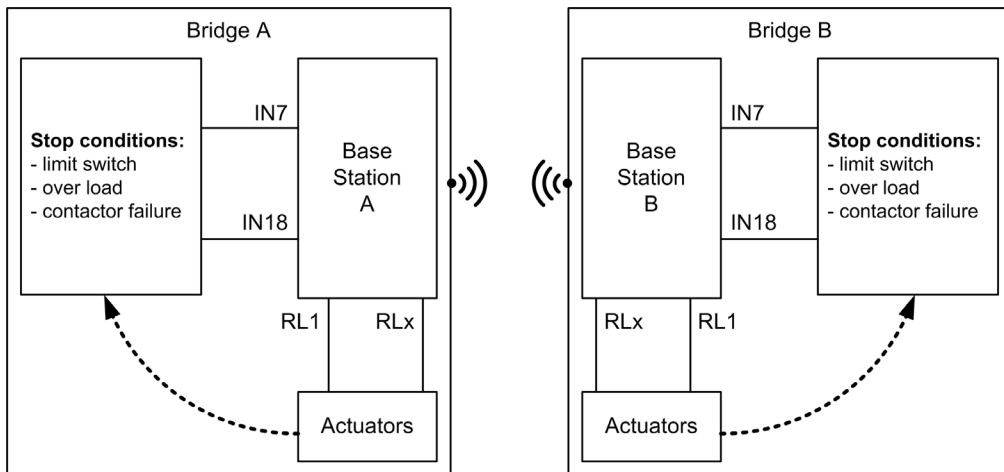 Bridge A
Stop conditions:
- limit switch
- over load
- contactor failure
IN7
IN18
Base
Station
A
RL1
RLx
Actuators
Bridge B
Base
Station
B
IN7
IN18
Stop conditions:
- limit switch
- over load
- contactor failure
RLx
RL1
Actuators